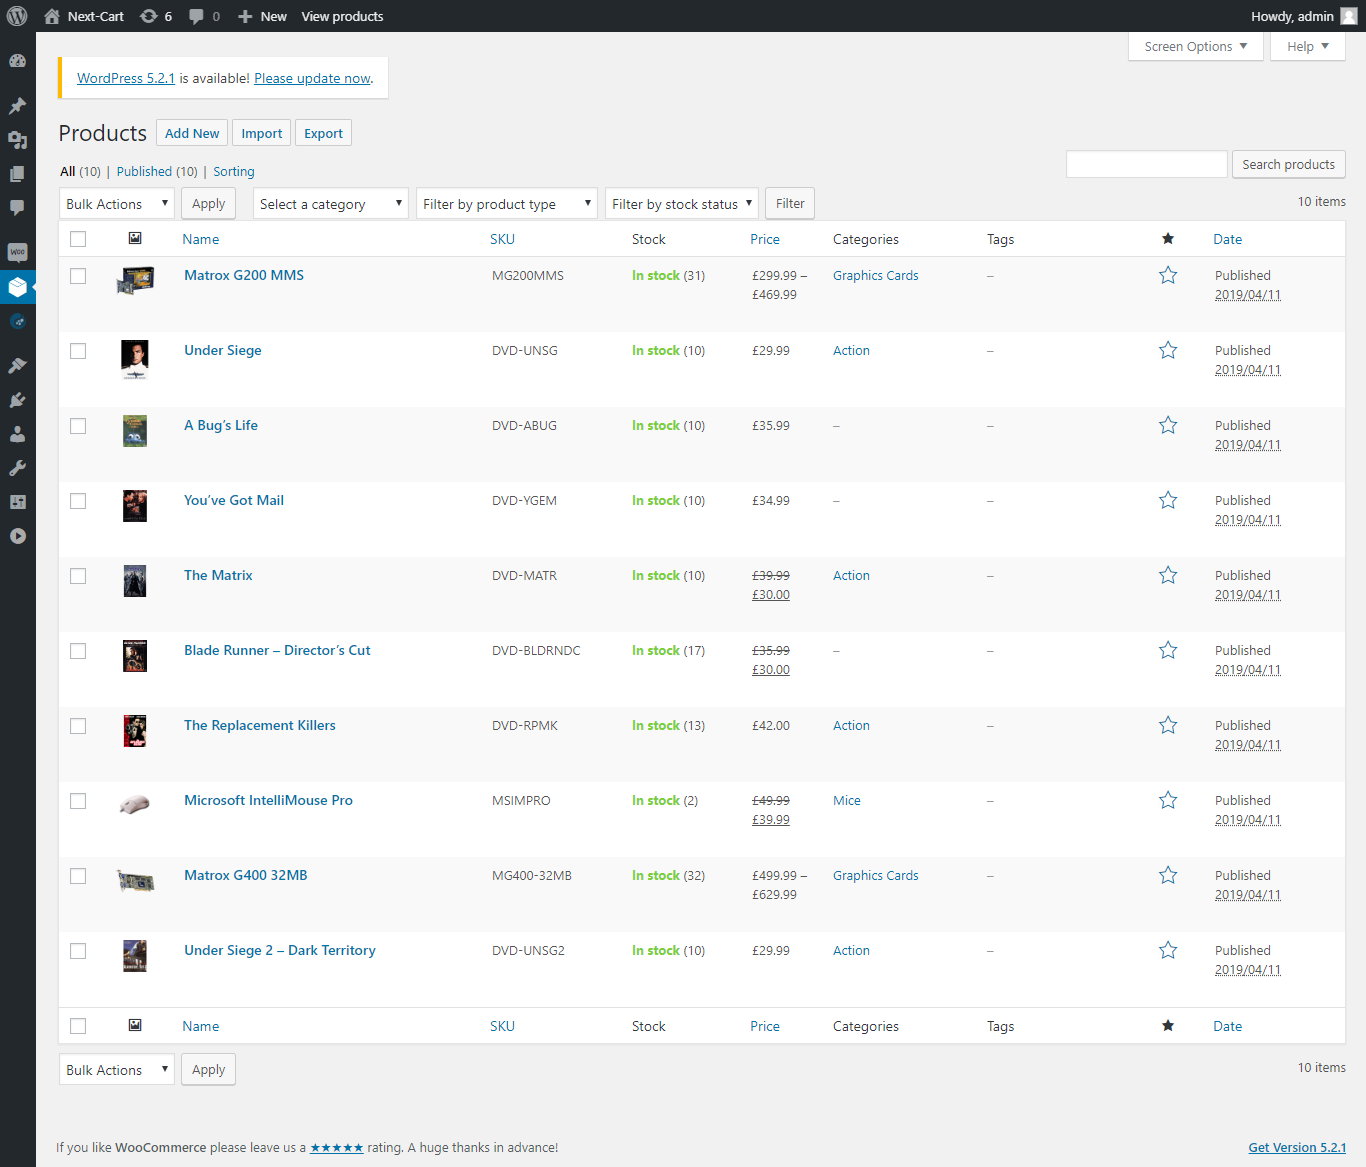 Next-Cart 6 0 New View products Howdy, admin
Screen Options Help
WordPress 5.2.1 is available! Please update now.
Products Add New Import Export
All (10) | Published (10) | Sorting
Search products
Bulk Actions Apply Select a category Filter by product type Filter by stock status Filter 10 items
Name SKU Stock Price Categories Tags Date
Matrox G200 MMS MG200MMS In stock (31) £299.99 – Graphics Cards – Published
£469.99 2019/04/11
Under Siege DVD-UNSG In stock (10) £29.99 Action – Published
2019/04/11
A Bug’s Life DVD-ABUG In stock (10) £35.99 – – Published
2019/04/11
You’ve Got Mail DVD-YGEM In stock (10) £34.99 – – Published
2019/04/11
The Matrix DVD-MATR In stock (10) £39.99 Action – Published
£30.00 2019/04/11
Blade Runner – Director’s Cut DVD-BLDRNDC In stock (17) £35.99 – – Published
£30.00 2019/04/11
The Replacement Killers DVD-RPMK In stock (13) £42.00 Action – Published
2019/04/11
Microsoft IntelliMouse Pro MSIMPRO In stock (2) £49.99 Mice – Published
£39.99 2019/04/11
Matrox G400 32MB MG400-32MB In stock (32) £499.99 – Graphics Cards – Published
£629.99 2019/04/11
Under Siege 2 – Dark Territory DVD-UNSG2 In stock (10) £29.99 Action – Published
2019/04/11
Name SKU Stock Price Categories Tags Date
Bulk Actions Apply 10 items
If you like WooCommerce please leave us a ★★★★★ rating. A huge thanks in advance! Get Version 5.2.1